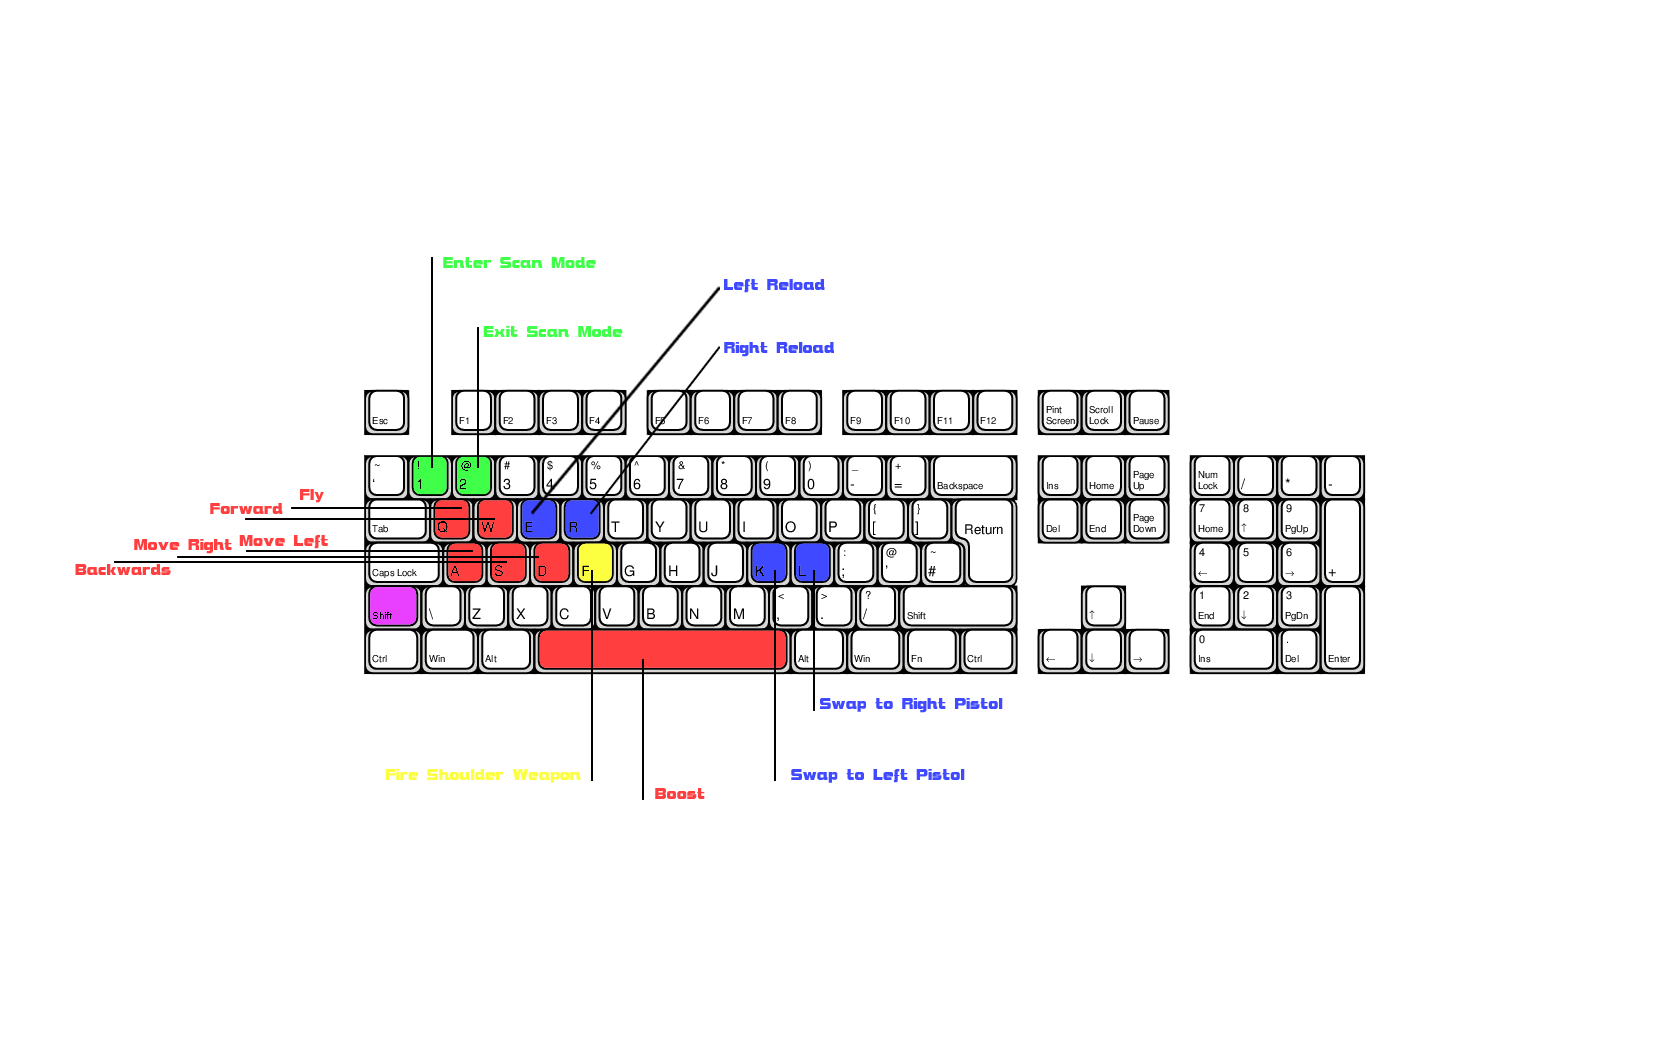 Enter Scan Mode
Left Reload
Exit Scan Mode
Right Reload
Esc F1 F2 F3 F4 F5 F6 F7 F8 F9 F10 F11 F12 Pint Screen Scroll Lock Pause
~ ‘ ! 1 @ 2 # 3 $ 4 % 5 ^ 6 & 7 * 8 ( 9 ) 0 _ - + = Backspace Ins Home Page Up Num Lock / * -
Fly
Forward
Tab Q W E R T Y U I O P { [ } ] Return Del End Page Down 7 Home 8 ↑ 9 PgUp +
Move Right Move Left
Backwards
Caps Lock A S D F G H J K L : ; @ ' ~ # 4 ← 5 6 →
Shift \ Z X C V B N M < , > . ? / Shift ↑ 1 End 2 ↓ 3 PgDn Enter
Ctrl Win Alt Alt Win Fn Ctrl ← ↓ → 0 Ins . Del
Swap to Right Pistol
Fire Shoulder Weapon
Swap to Left Pistol
Boost